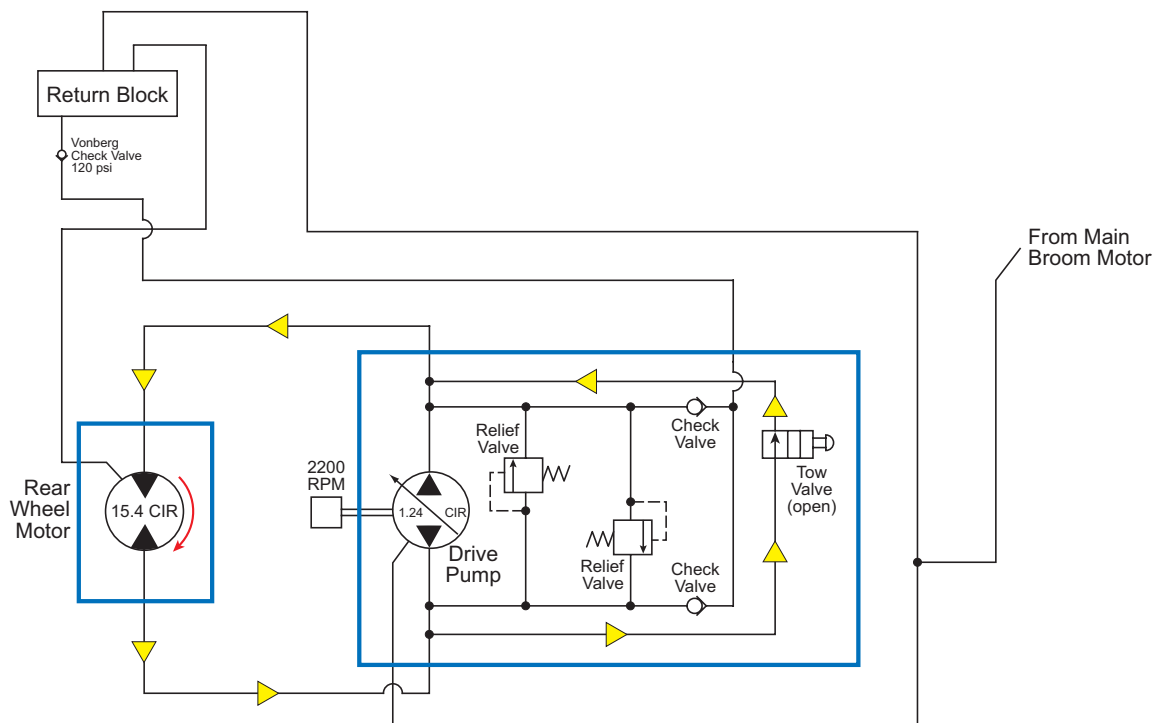 Return Block
Vonberg
Check Valve
120 psi
From Main
Broom Motor
Relief
Valve
Check
Valve
2200
RPM
Tow
Valve
(open)
Rear
Wheel
Motor
15.4 CIR
1.24 CIR
Drive
Pump
Relief
Valve
Check
Valve